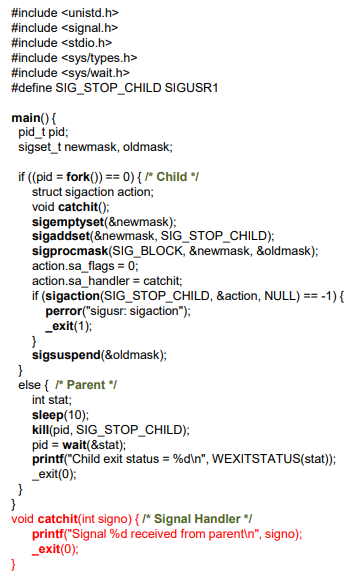 #include <unistd.h>
#include <signal.h>
#include <stdio.h>
#include <sys/types.h>
#include <sys/wait.h>
#define SIG_STOP_CHILD SIGUSR1
main() {
pid_t pid;
sigset_t newmask, oldmask;
if ((pid = fork()) == 0) { /* Child */
struct sigaction action;
void catchit();
sigemptyset(&newmask);
sigaddset(&newmask, SIG_STOP_CHILD);
sigprocmask(SIG_BLOCK, &newmask, &oldmask);
action.sa_flags = 0;
action.sa_handler = catchit;
if (sigaction(SIG_STOP_CHILD, &action, NULL) == -1) {
perror("sigusr: sigaction");
_exit(1);
}
sigsuspend(&oldmask);
}
else { /* Parent */
int stat;
sleep(10);
kill(pid, SIG_STOP_CHILD);
pid = wait(&stat);
printf("Child exit status = %d\n", WEXITSTATUS(stat));
_exit(0);
}
}
void catchit(int signo) { /* Signal Handler */
printf("Signal %d received from parent\n", signo);
_exit(0);
}